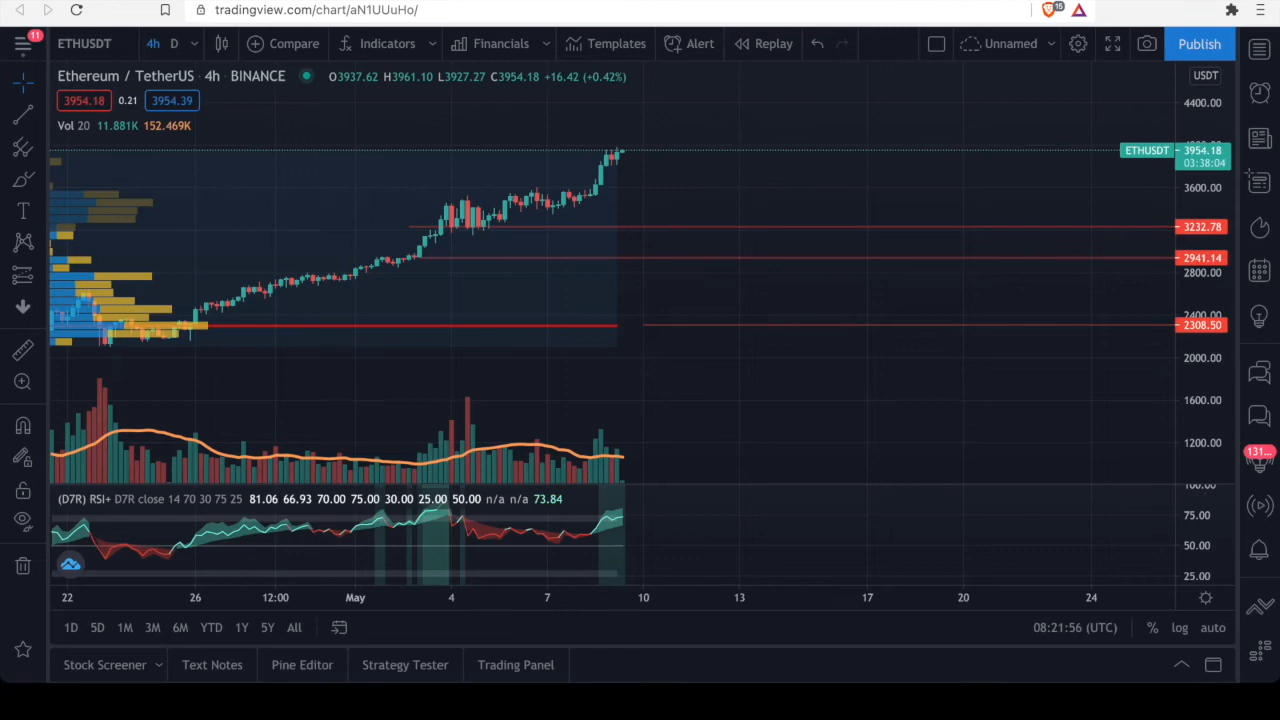 tradingview.com/chart/aN1UUuHo/
16
11
ETHUSDT
4h
D
Compare
Indicators
Financials
Templates
Alert
Replay
Unnamed
Publish
Ethereum / TetherUS · 4h · BINANCE
O3937.62 H3961.10 L3927.27 C3954.18 +16.42 (+0.42%)
USDT
3954.18
0.21
3954.39
Vol 20 11.881K 152.469K
4400.00
ETHUSDT
3954.18
03:38:04
3600.00
3232.78
2941.14
2800.00
2400.00
2308.50
2000.00
1600.00
1200.00
131...
(D7R) RSI+ D7R close 14 70 30 75 25 81.06 66.93 70.00 75.00 30.00 25.00 50.00 n/a n/a 73.84
100.00
75.00
50.00
25.00
22 26 12:00 May 4 7 10 13 17 20 24
1D 5D 1M 3M 6M YTD 1Y 5Y All
08:21:56 (UTC)
% log auto
Stock Screener
Text Notes
Pine Editor
Strategy Tester
Trading Panel